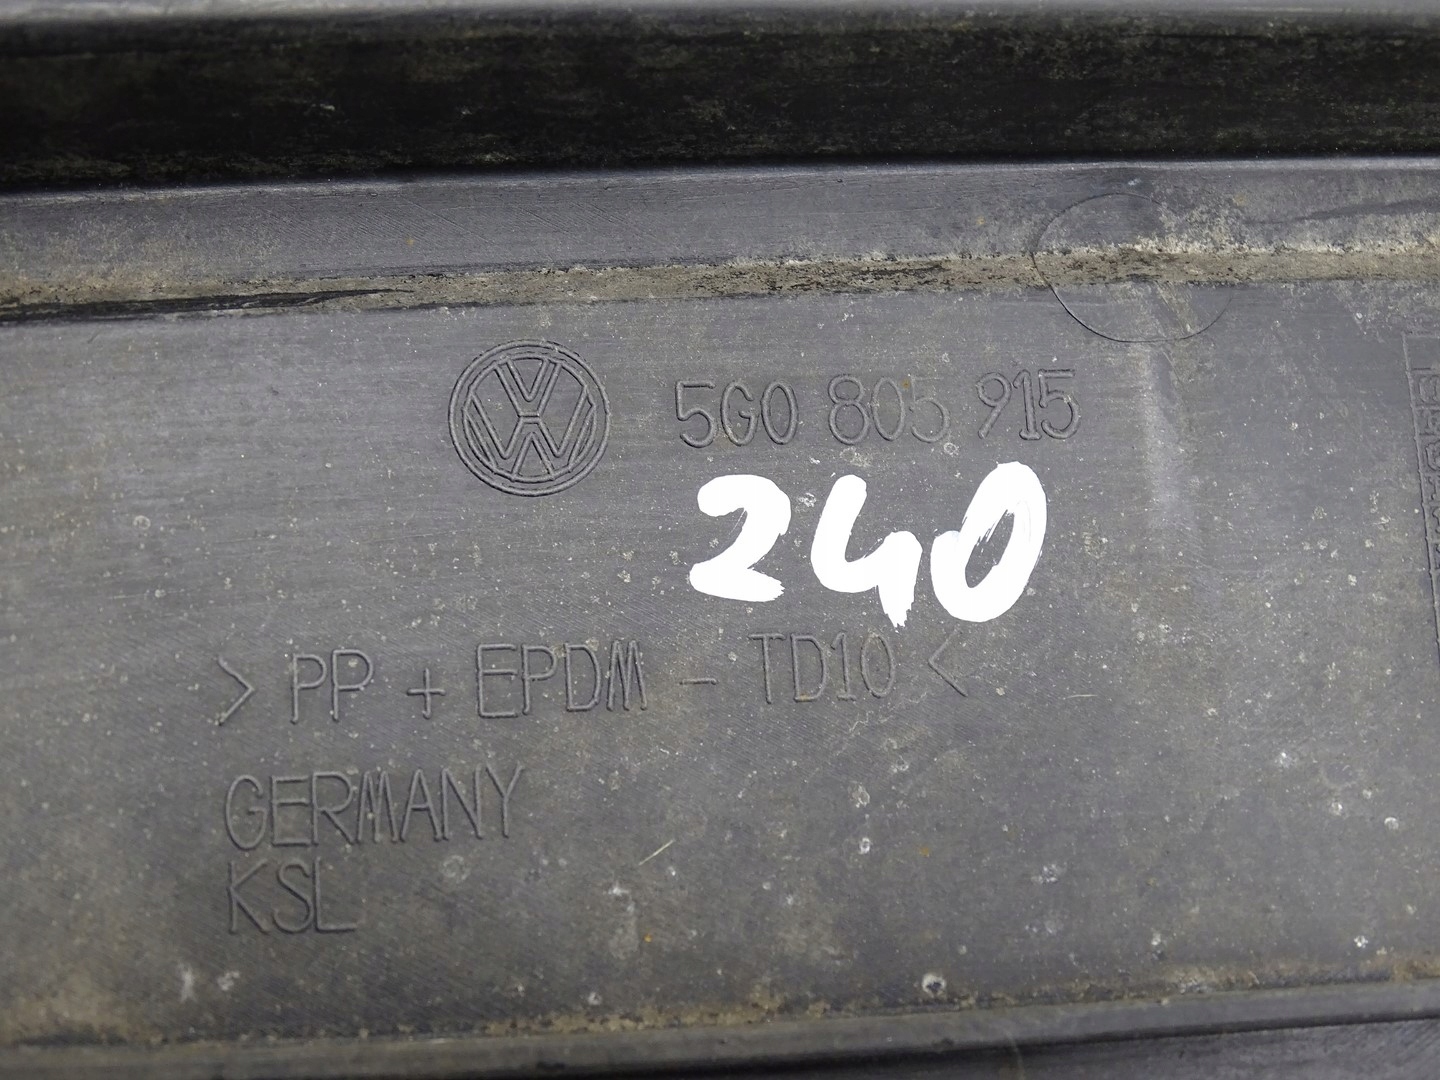 5G0 805 915
240
> PP + EPDM - TD10 <
GERMANY
KSL